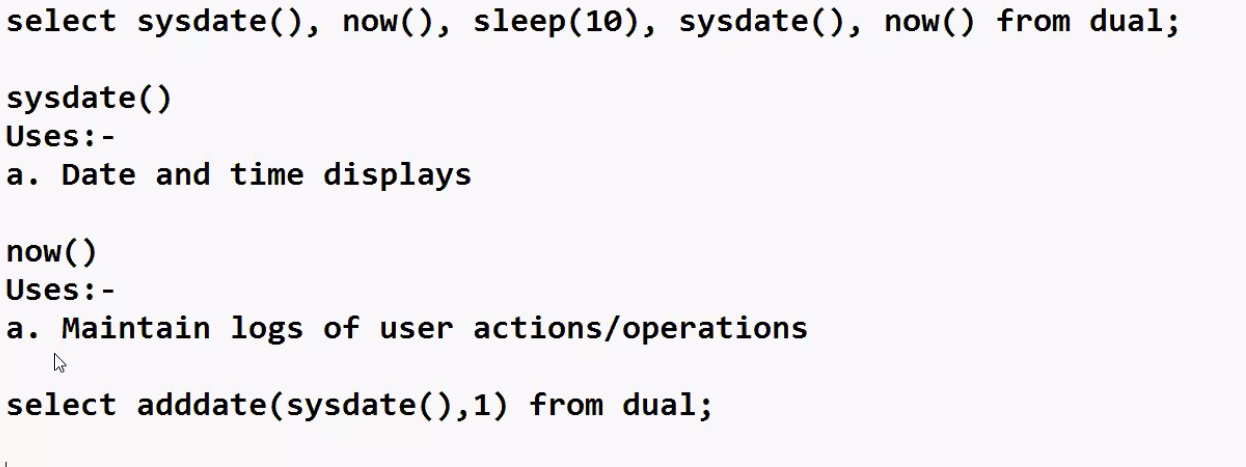 select sysdate(), now(), sleep(10), sysdate(), now() from dual;
sysdate()
Uses:-
a. Date and time displays
now()
Uses:-
a. Maintain logs of user actions/operations
select adddate(sysdate(),1) from dual;